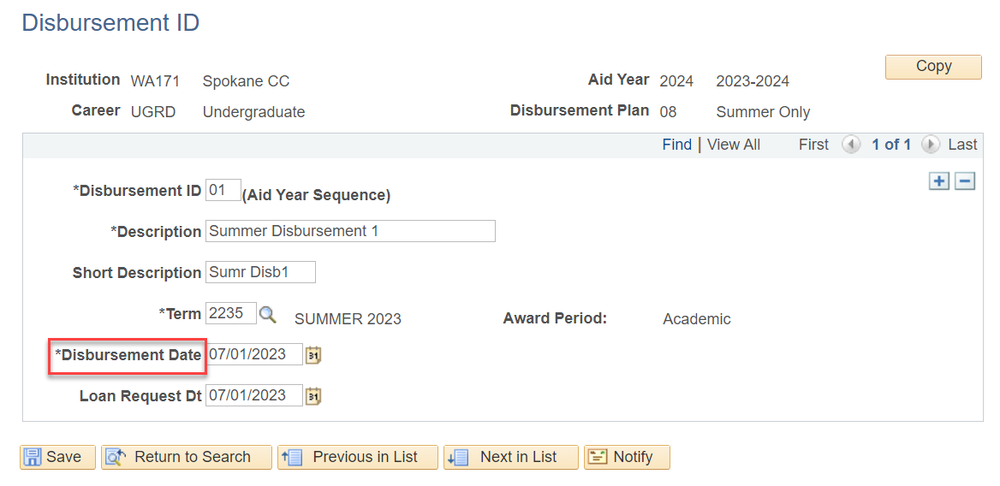 Disbursement ID
Institution WA171 Spokane CC Aid Year 2024 2023-2024 Copy
Career UGRD Undergraduate Disbursement Plan 08 Summer Only
Find | View All First 1 of 1 Last
*Disbursement ID 01 (Aid Year Sequence)
*Description Summer Disbursement 1
Short Description Sumr Disb1
*Term 2235 SUMMER 2023 Award Period: Academic
*Disbursement Date 07/01/2023 31
Loan Request Dt 07/01/2023 31
Save Return to Search Previous in List Next in List Notify